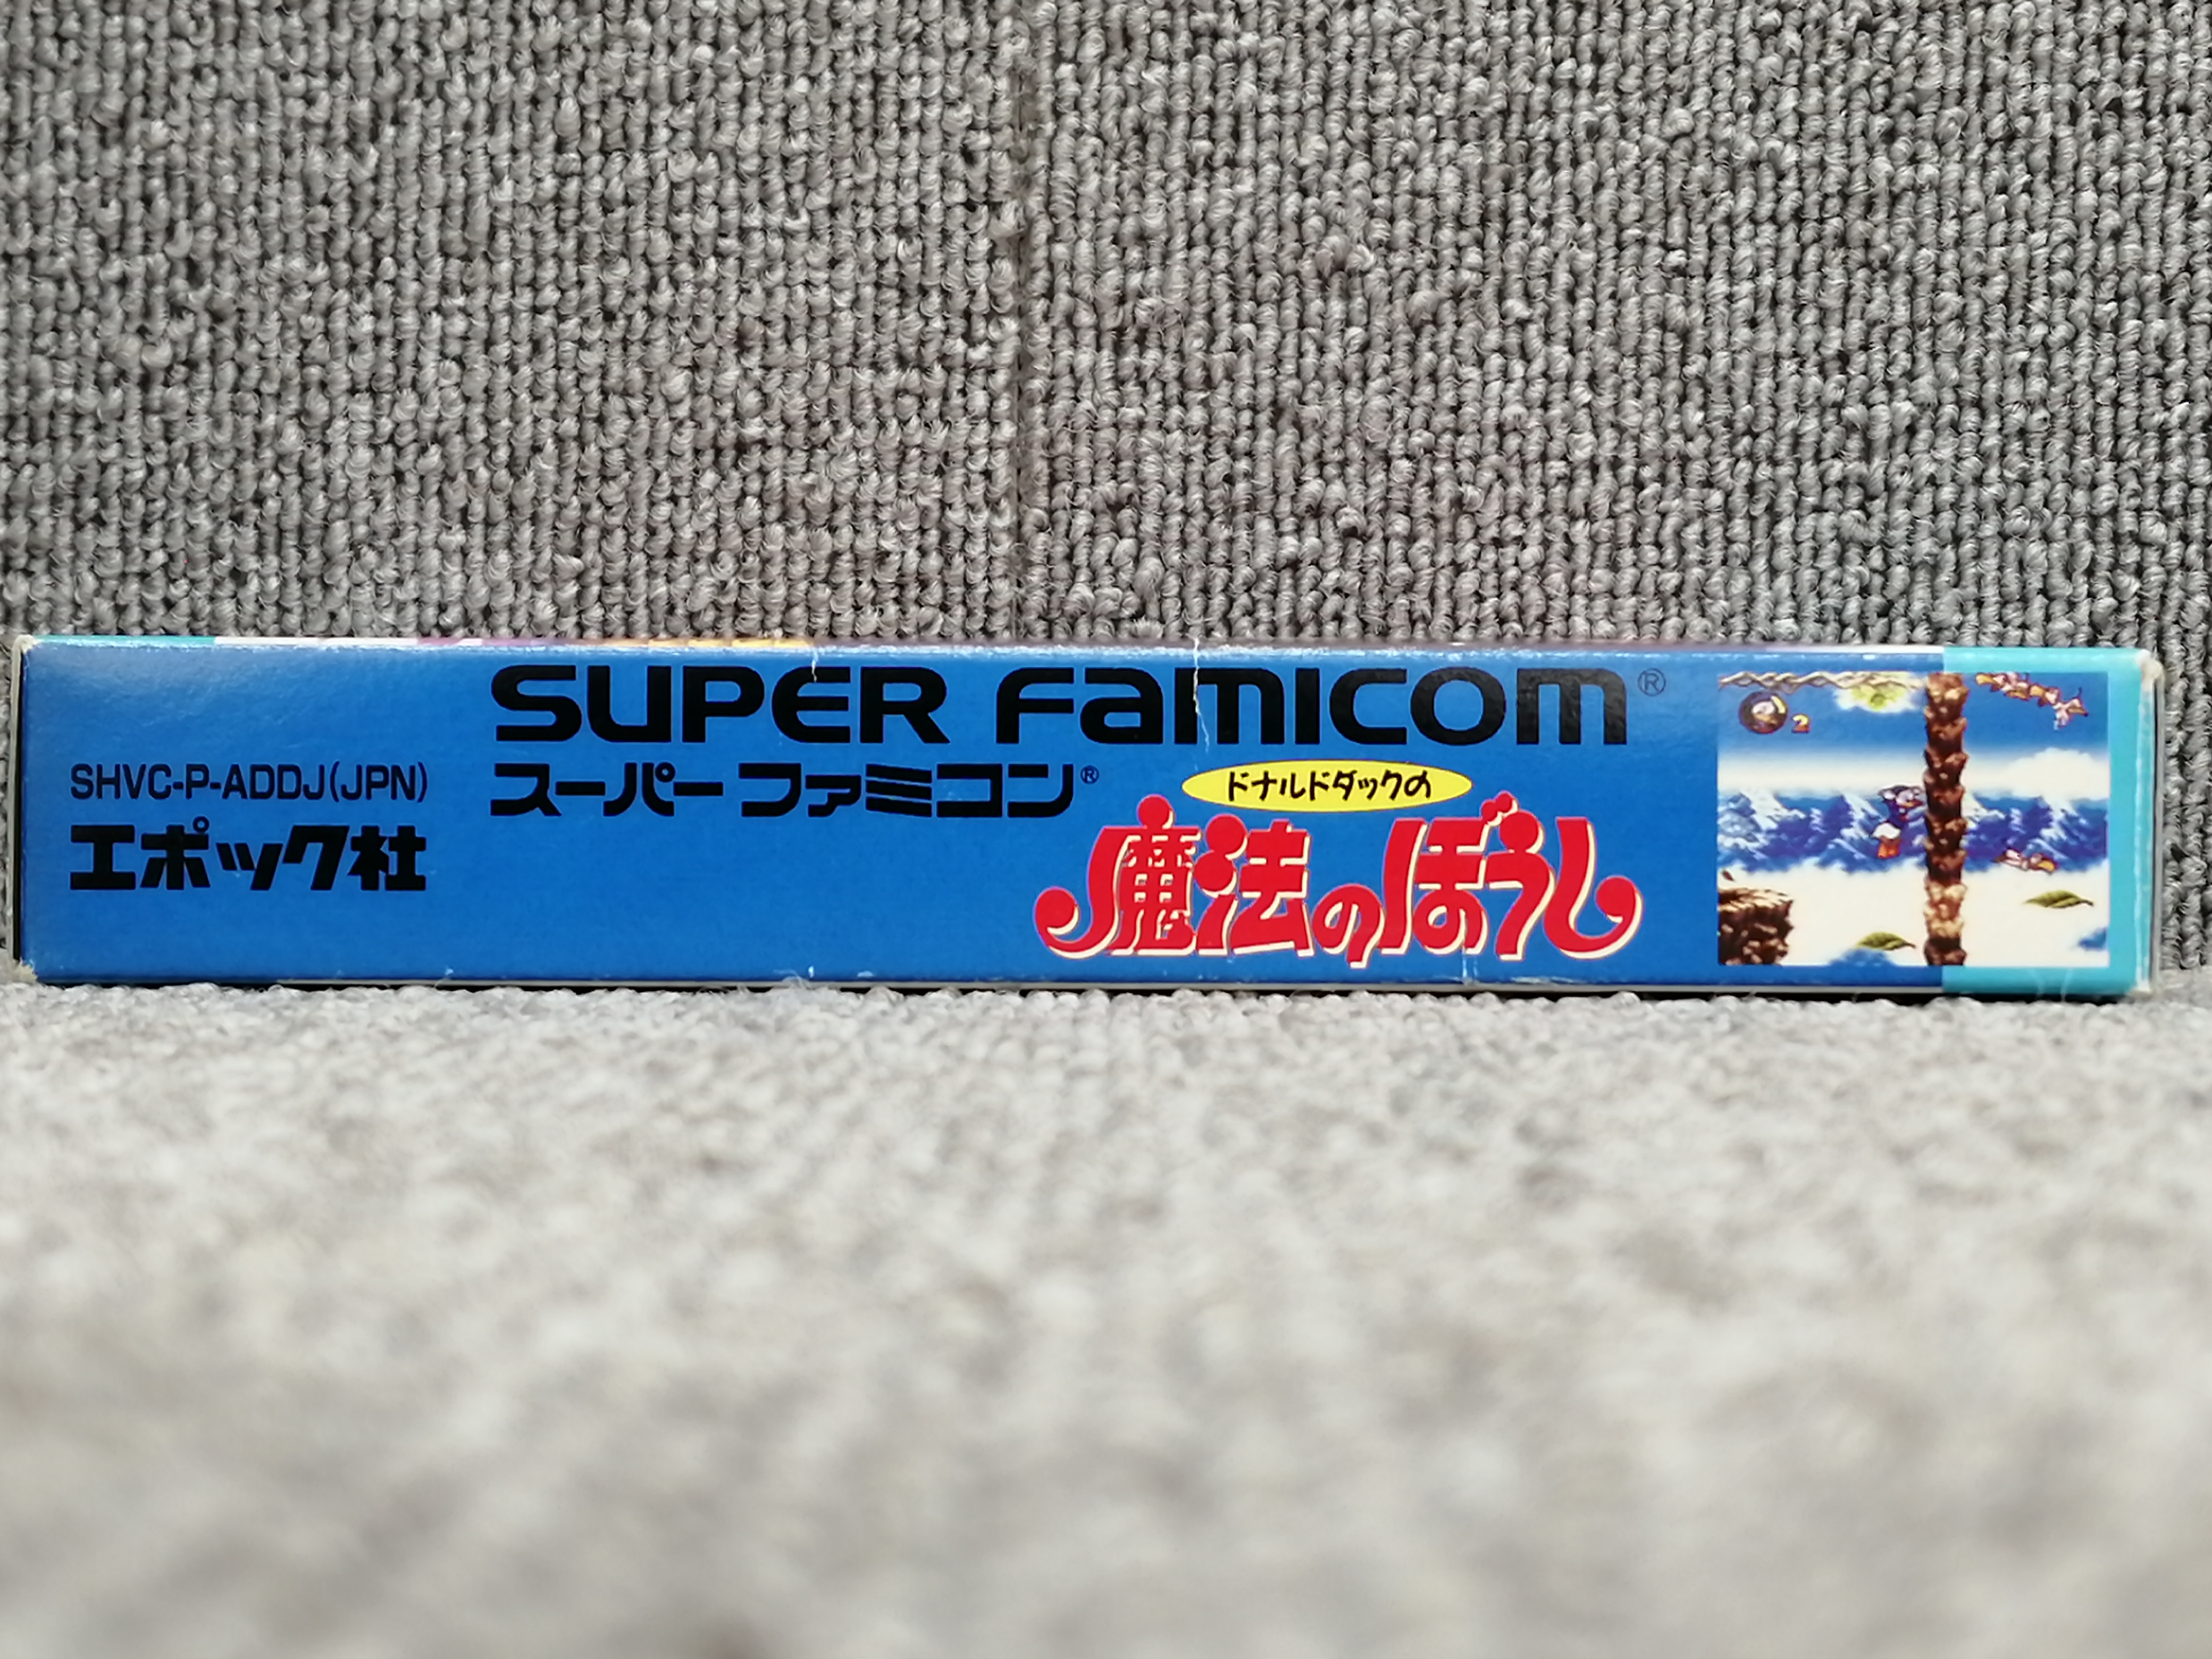 SUPER FAMICOM®
SHVC-P-ADDJ(JPN)
スーパーファミコン®
エポック社
ドナルドダックの
魔法のぼうし
2